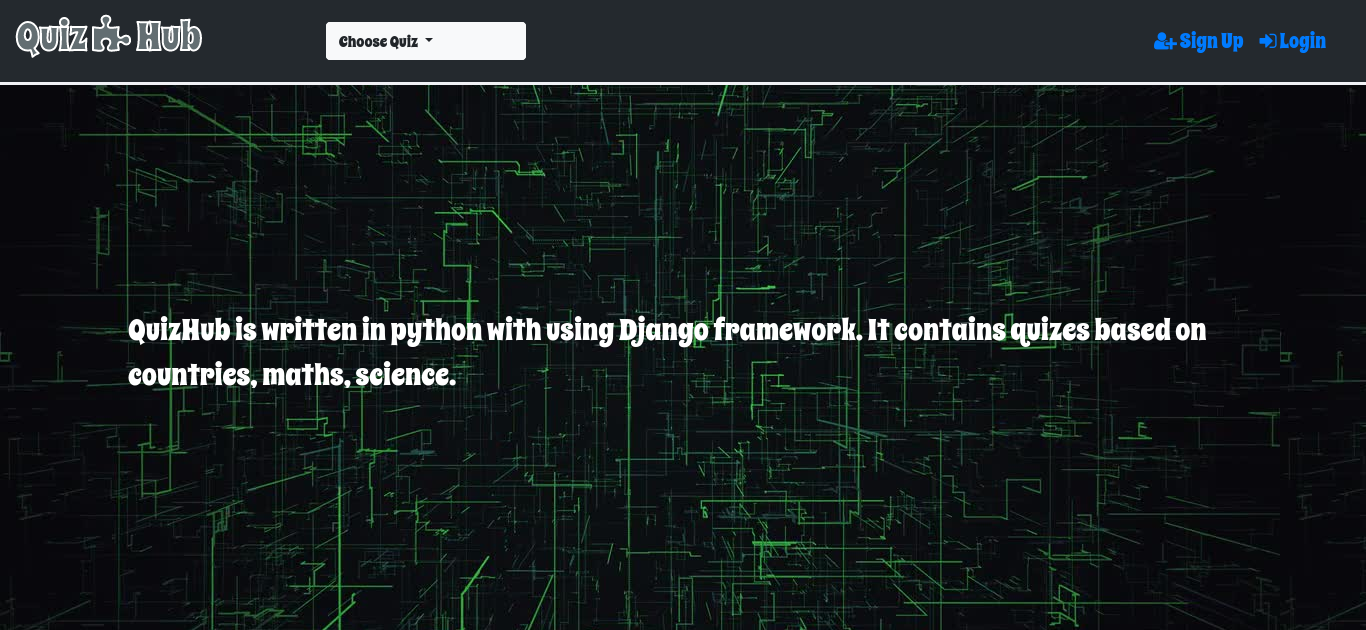 Quiz Hub
Choose Quiz
Sign Up
Login
QuizHub is written in python with using Django framework. It contains quizes based on
countries, maths, science.